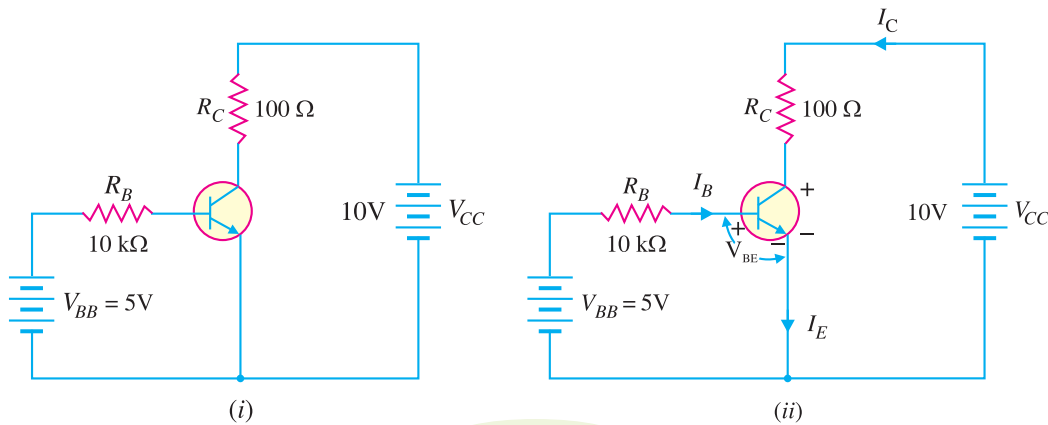 R_C 100 Ω
R_B
10 kΩ
10V V_CC
V_BB = 5V
(i)
I_C
R_C 100 Ω
R_B I_B +
10V V_CC
10 kΩ + − −
V_BE
V_BB = 5V
I_E
(ii)